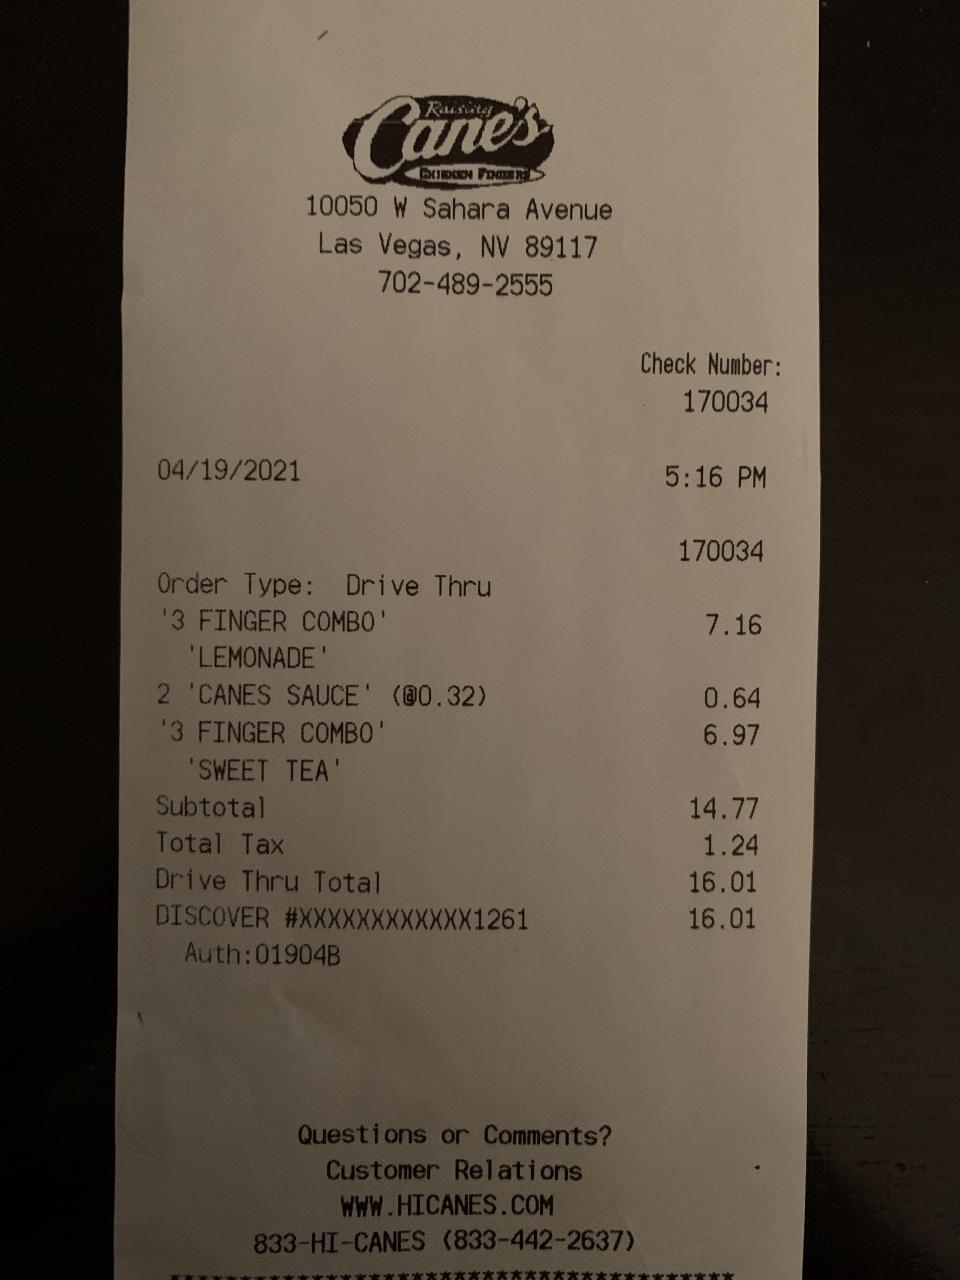 Raising
Cane's
CHICKEN FINGERS
10050 W Sahara Avenue
Las Vegas, NV 89117
702-489-2555
Check Number:
170034
04/19/2021 5:16 PM
170034
Order Type: Drive Thru
'3 FINGER COMBO' 7.16
'LEMONADE'
2 'CANES SAUCE' (@0.32) 0.64
'3 FINGER COMBO' 6.97
'SWEET TEA'
Subtotal 14.77
Total Tax 1.24
Drive Thru Total 16.01
DISCOVER #XXXXXXXXXXXX1261 16.01
Auth:01904B
Questions or Comments?
Customer Relations
WWW.HICANES.COM
833-HI-CANES (833-442-2637)
****************************************